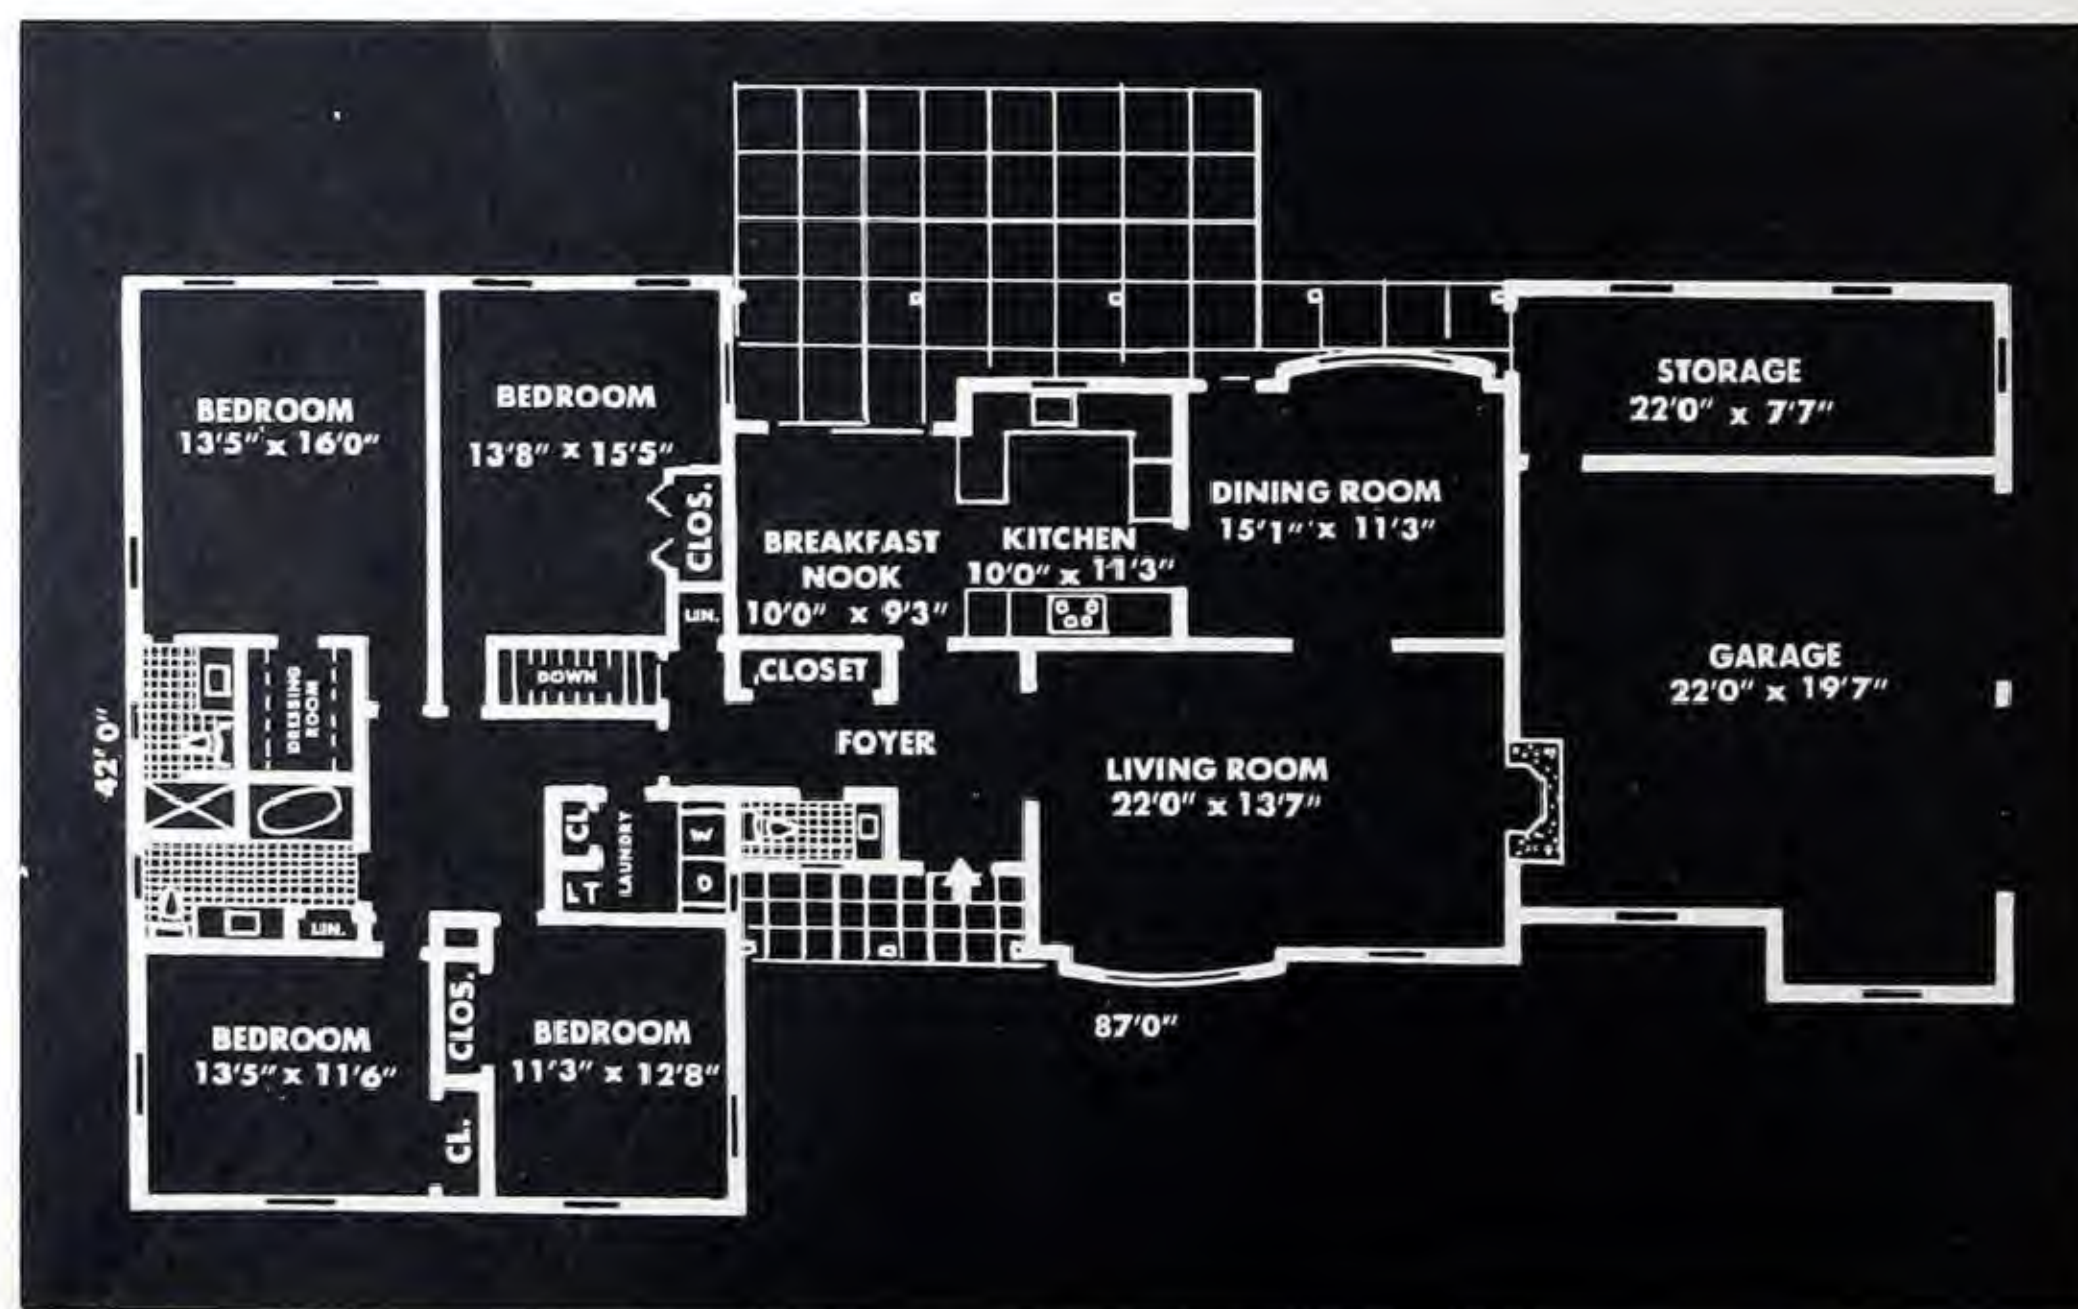 BEDROOM
13'5" x 16'0"
BEDROOM
13'8" x 15'5"
CLOS.
LIN.
BREAKFAST
NOOK
10'0" x 9'3"
KITCHEN
10'0" x 11'3"
DINING ROOM
15'1" x 11'3"
STORAGE
22'0" x 7'7"
GARAGE
22'0" x 19'7"
DRESSING
ROOM
DOWN
CLOSET
FOYER
LIVING ROOM
22'0" x 13'7"
42'0"
CL.
LAUNDRY
W
D
LT
LIN.
BEDROOM
13'5" x 11'6"
CLOS.
CL.
BEDROOM
11'3" x 12'8"
87'0"